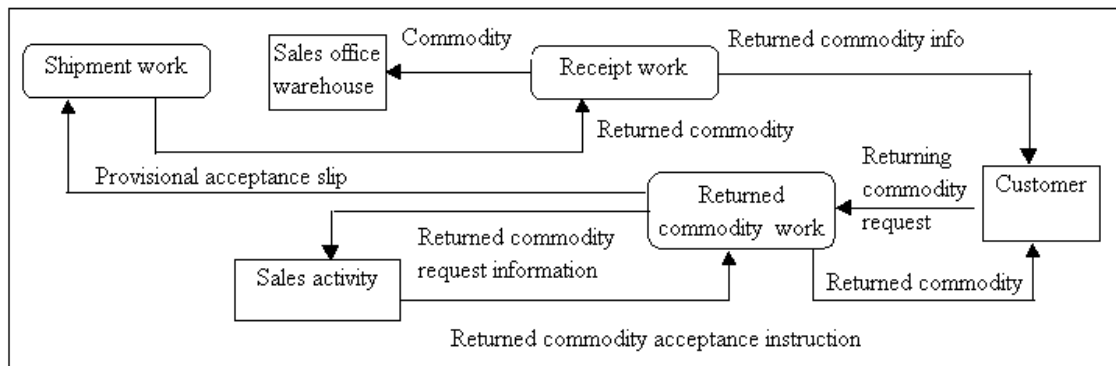 Commodity
Returned commodity info
Shipment work
Sales office
warehouse
Receipt work
Returned commodity
Provisional acceptance slip
Returning
commodity
request
Customer
Returned
commodity work
Returned commodity
request information
Sales activity
Returned commodity
Returned commodity acceptance instruction